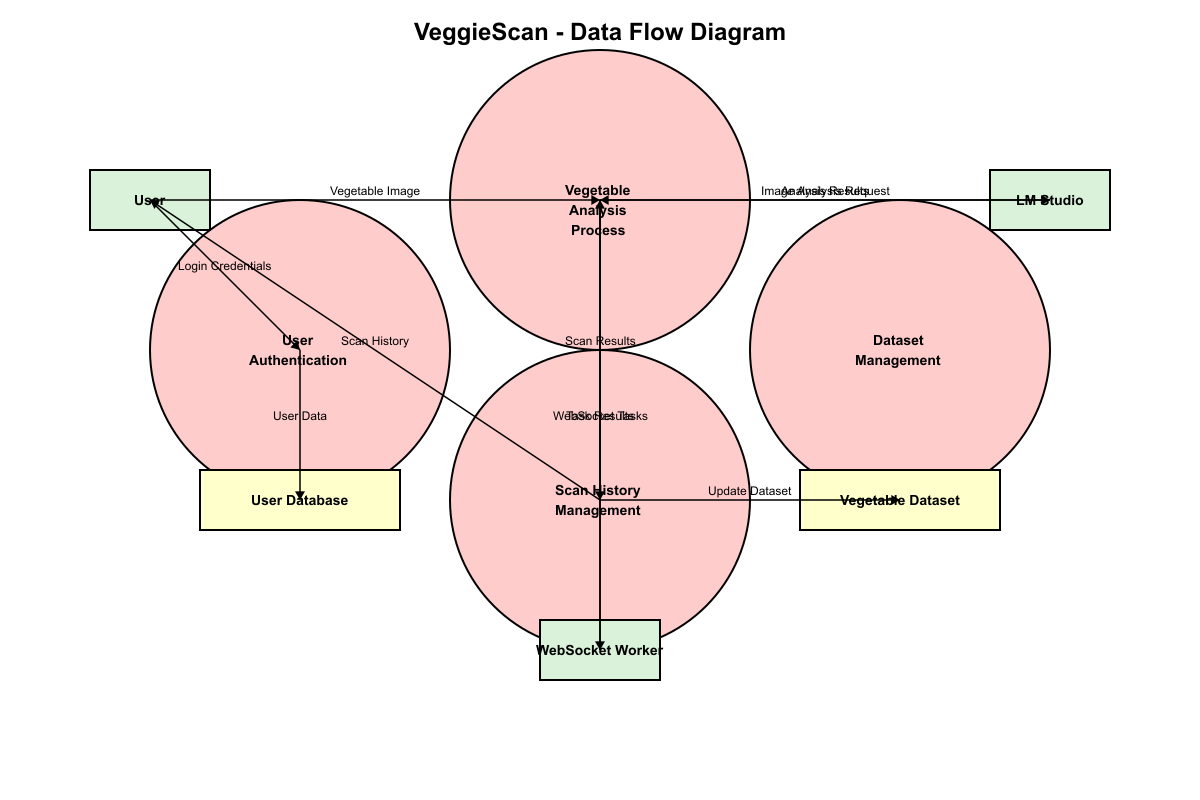 VeggieScan - Data Flow Diagram
Vegetable Image
Image Analysis Request
Analysis Results
User
Vegetable
Analysis
Process
LM Studio
Login Credentials
User
Authentication
Scan History
Scan Results
Dataset
Management
User Data
WebSocket Tasks
Task Results
Update Dataset
User Database
Scan History
Management
Vegetable Dataset
WebSocket Worker